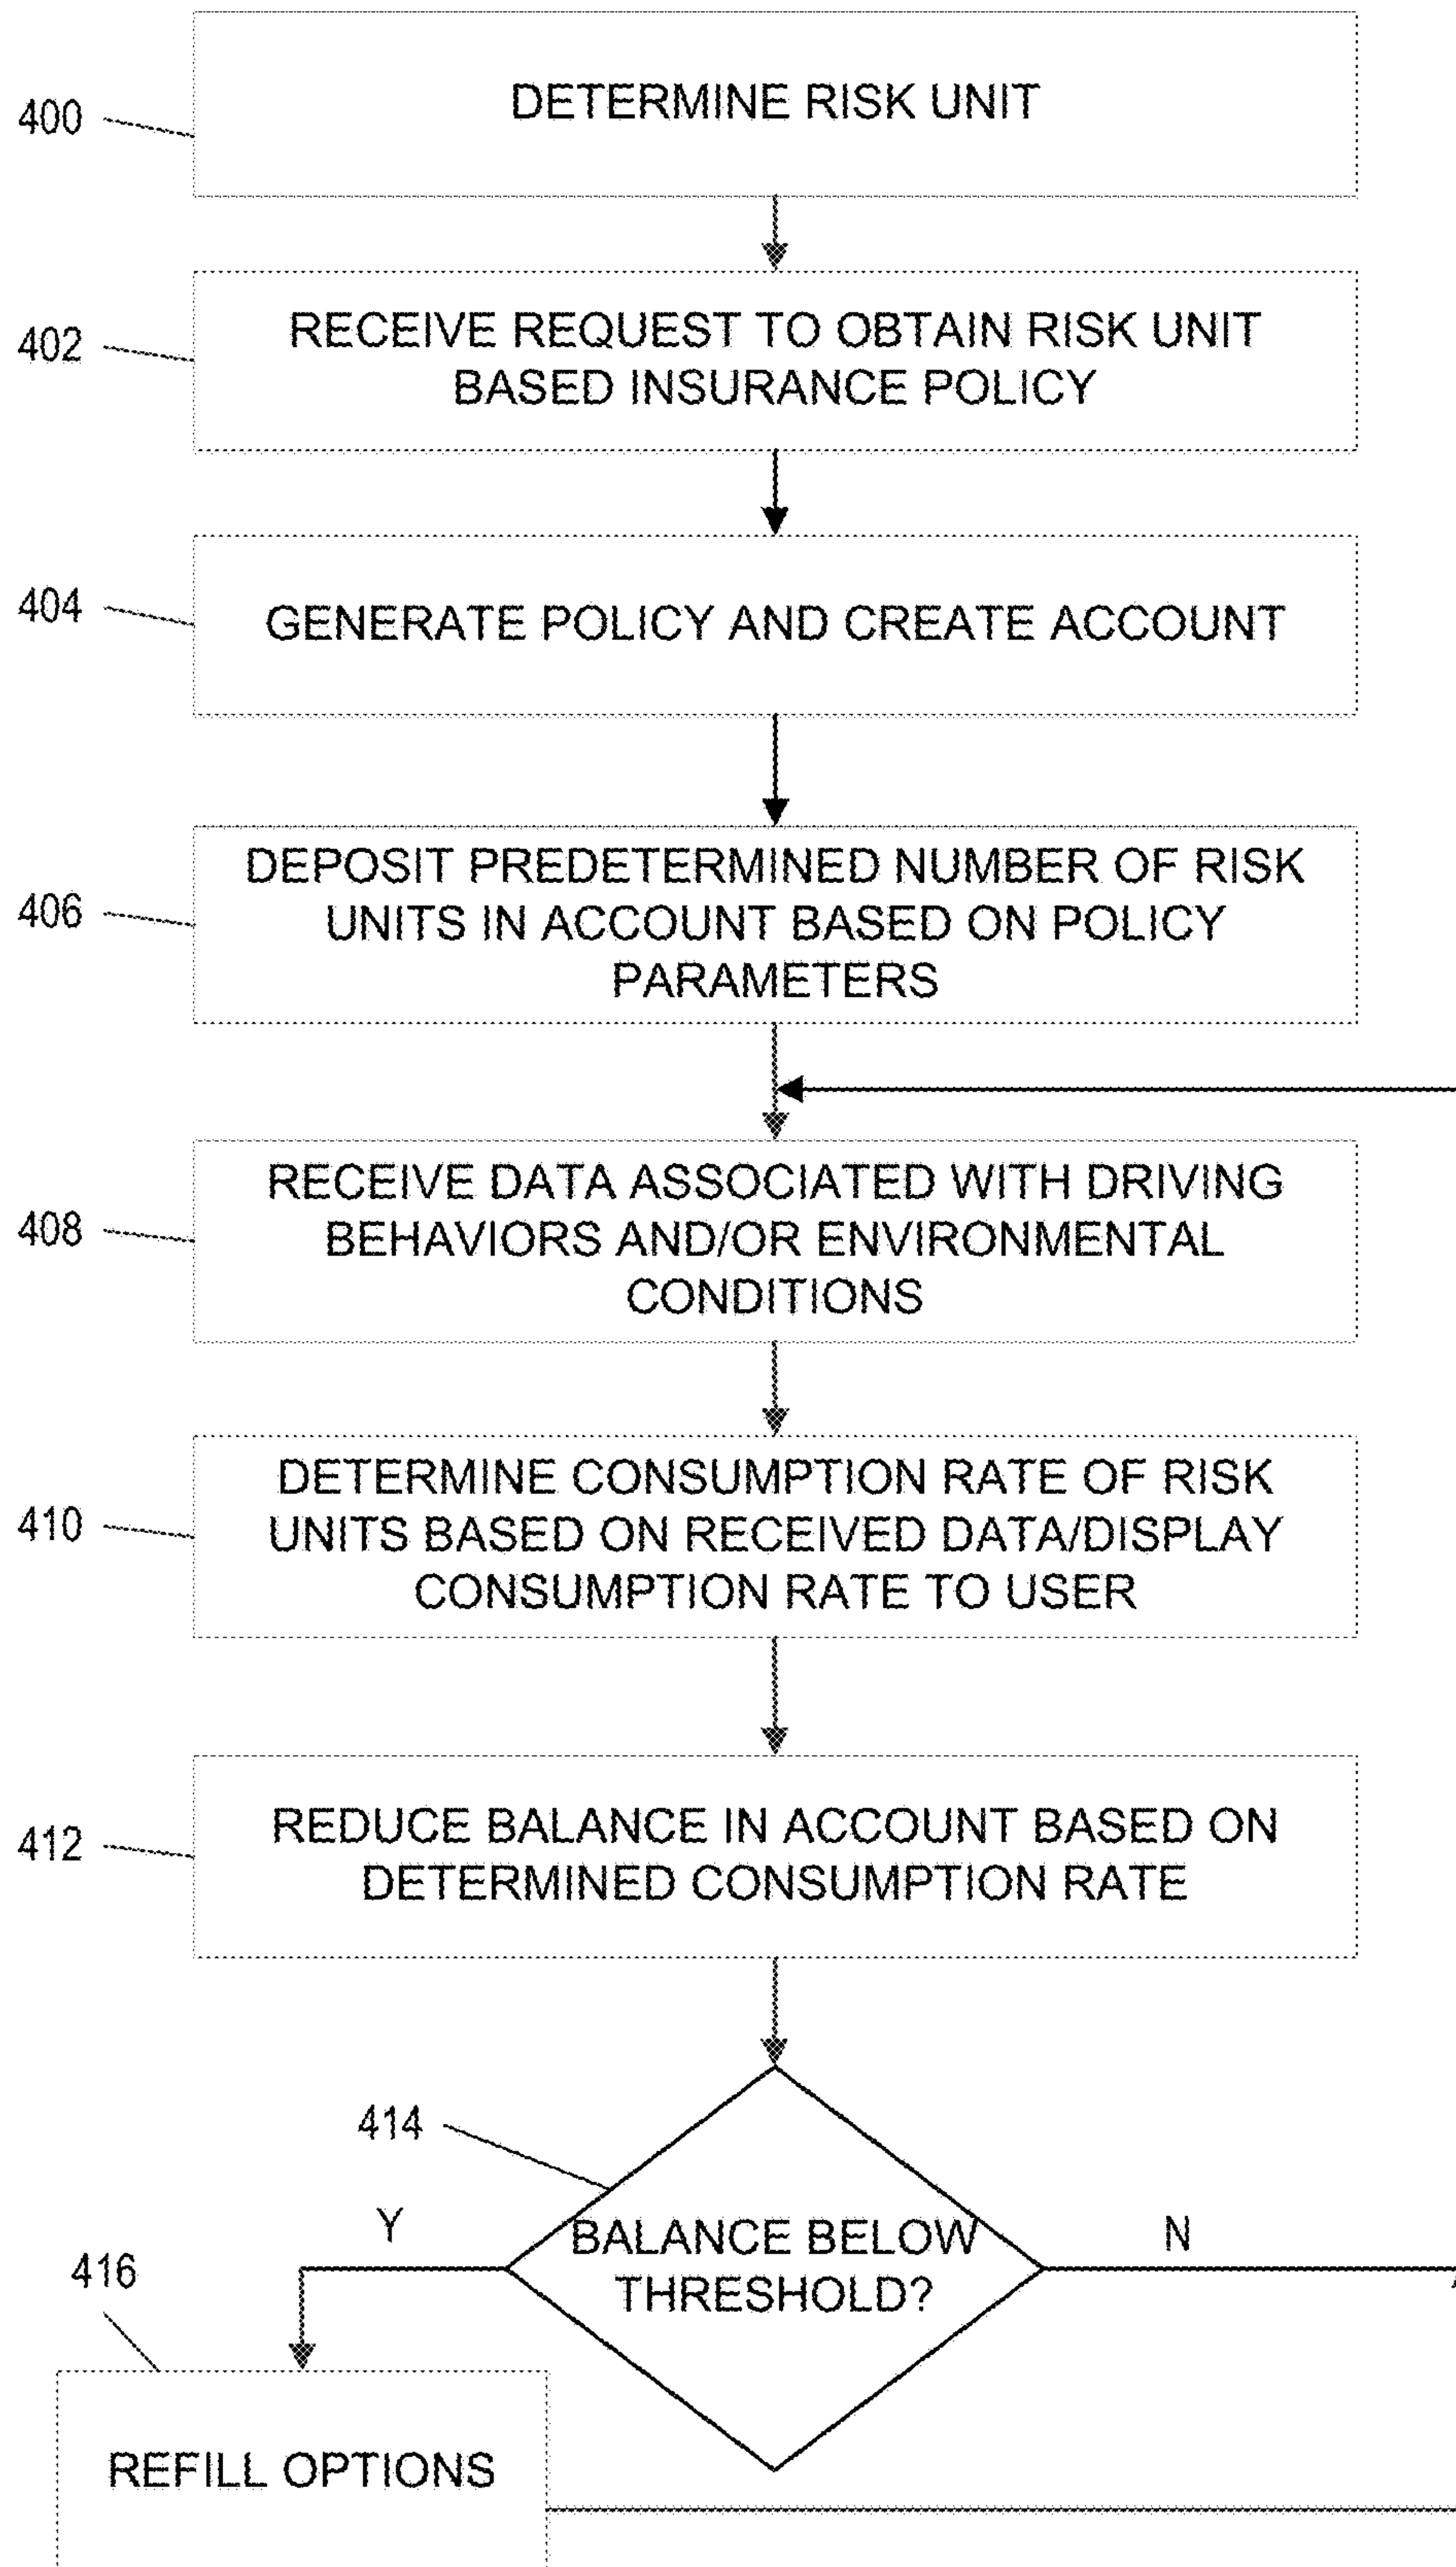 400
DETERMINE RISK UNIT
402
RECEIVE REQUEST TO OBTAIN RISK UNIT
BASED INSURANCE POLICY
404
GENERATE POLICY AND CREATE ACCOUNT
406
DEPOSIT PREDETERMINED NUMBER OF RISK
UNITS IN ACCOUNT BASED ON POLICY
PARAMETERS
408
RECEIVE DATA ASSOCIATED WITH DRIVING
BEHAVIORS AND/OR ENVIRONMENTAL
CONDITIONS
410
DETERMINE CONSUMPTION RATE OF RISK
UNITS BASED ON RECEIVED DATA/DISPLAY
CONSUMPTION RATE TO USER
412
REDUCE BALANCE IN ACCOUNT BASED ON
DETERMINED CONSUMPTION RATE
414
BALANCE BELOW
THRESHOLD?
Y
N
416
REFILL OPTIONS